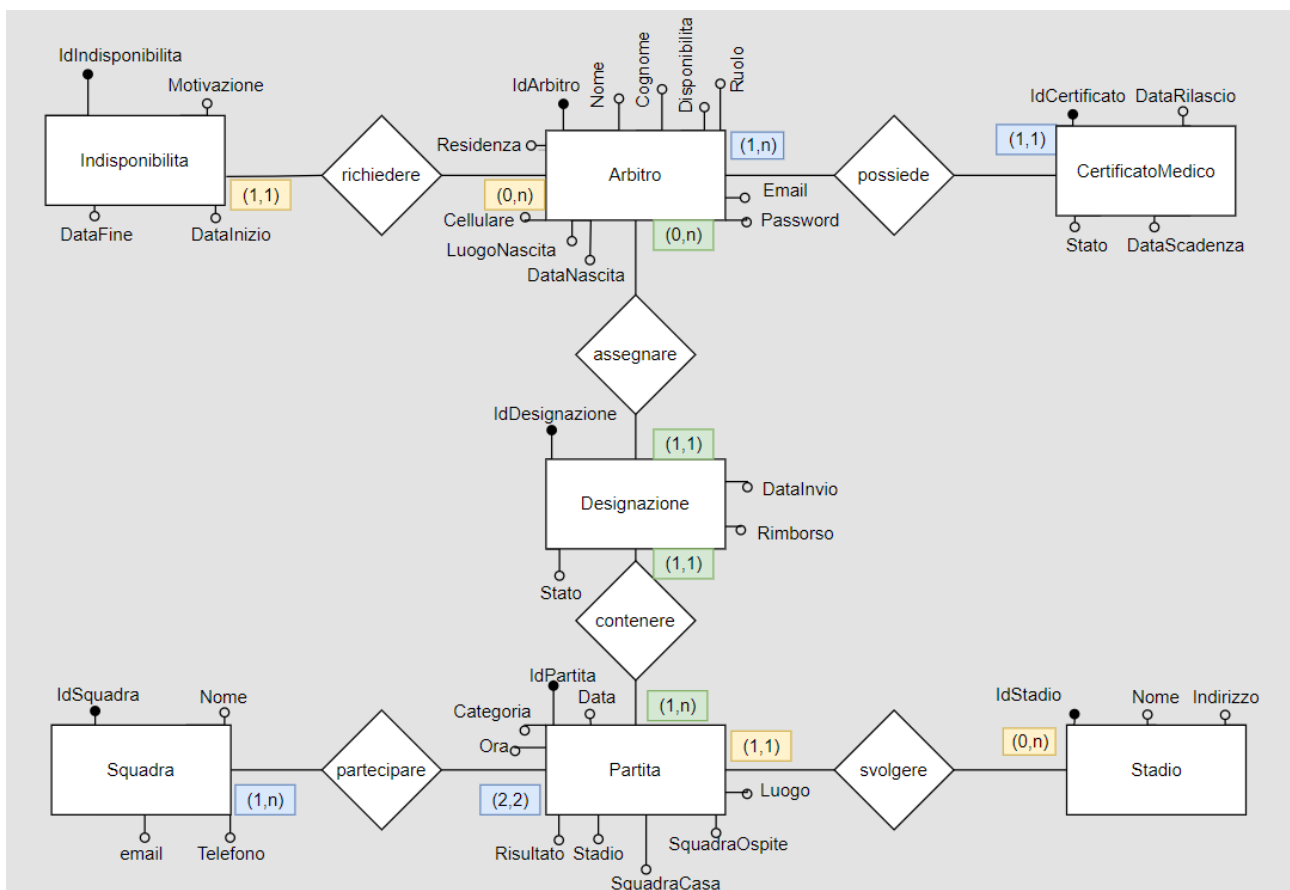 IdIndisponibilita
Motivazione
Indisponibilita
(1,1)
DataFine
DataInizio
richiedere
IdArbitro
Nome
Cognome
Disponibilita
Ruolo
Residenza
Arbitro
(1,n)
(0,n)
Cellulare
LuogoNascita
DataNascita
(0,n)
Email
Password
possiede
IdCertificato
DataRilascio
(1,1)
CertificatoMedico
Stato
DataScadenza
assegnare
IdDesignazione
(1,1)
Designazione
DataInvio
Rimborso
(1,1)
Stato
contenere
IdSquadra
Nome
Squadra
(1,n)
email
Telefono
partecipare
IdPartita
Data
Categoria
Ora
(1,n)
Partita
(1,1)
(2,2)
Luogo
Risultato
Stadio
SquadraOspite
SquadraCasa
svolgere
IdStadio
Nome
Indirizzo
(0,n)
Stadio